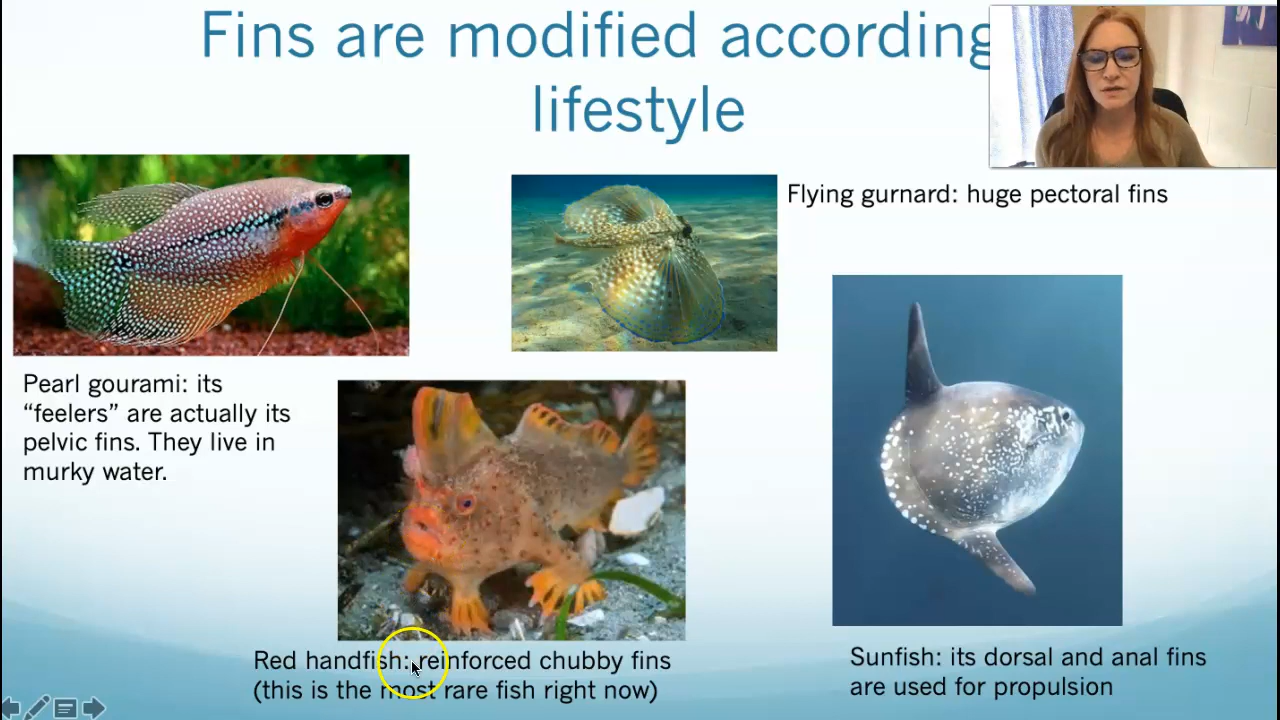 Fins are modified according
lifestyle
Flying gurnard: huge pectoral fins
Pearl gourami: its
“feelers” are actually its
pelvic fins. They live in
murky water.
Red handfish: reinforced chubby fins
(this is the most rare fish right now)
Sunfish: its dorsal and anal fins
are used for propulsion